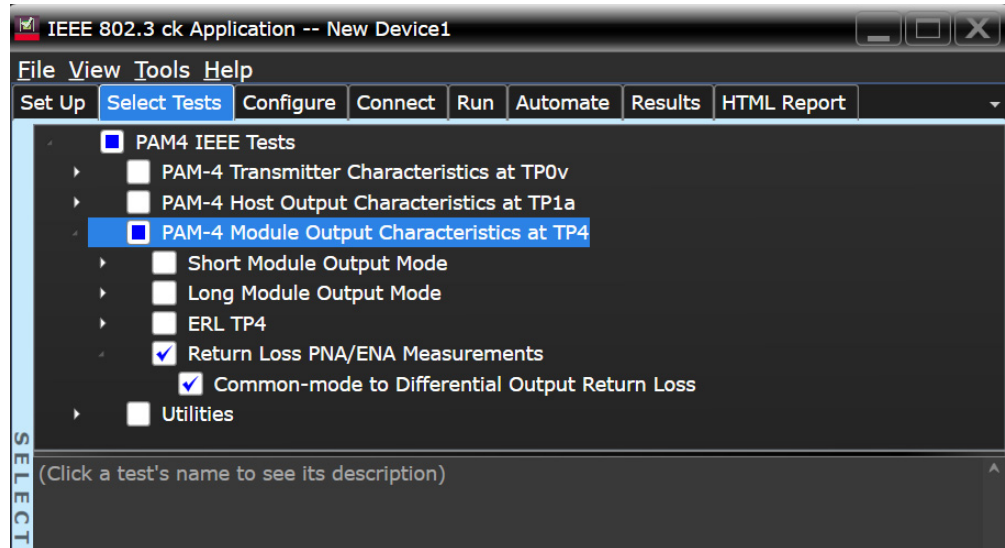 IEEE 802.3 ck Application -- New Device1
File View Tools Help
Set Up Select Tests Configure Connect Run Automate Results HTML Report
PAM4 IEEE Tests
PAM-4 Transmitter Characteristics at TP0v
PAM-4 Host Output Characteristics at TP1a
PAM-4 Module Output Characteristics at TP4
Short Module Output Mode
Long Module Output Mode
ERL TP4
Return Loss PNA/ENA Measurements
Common-mode to Differential Output Return Loss
Utilities
(Click a test's name to see its description)
SELECT